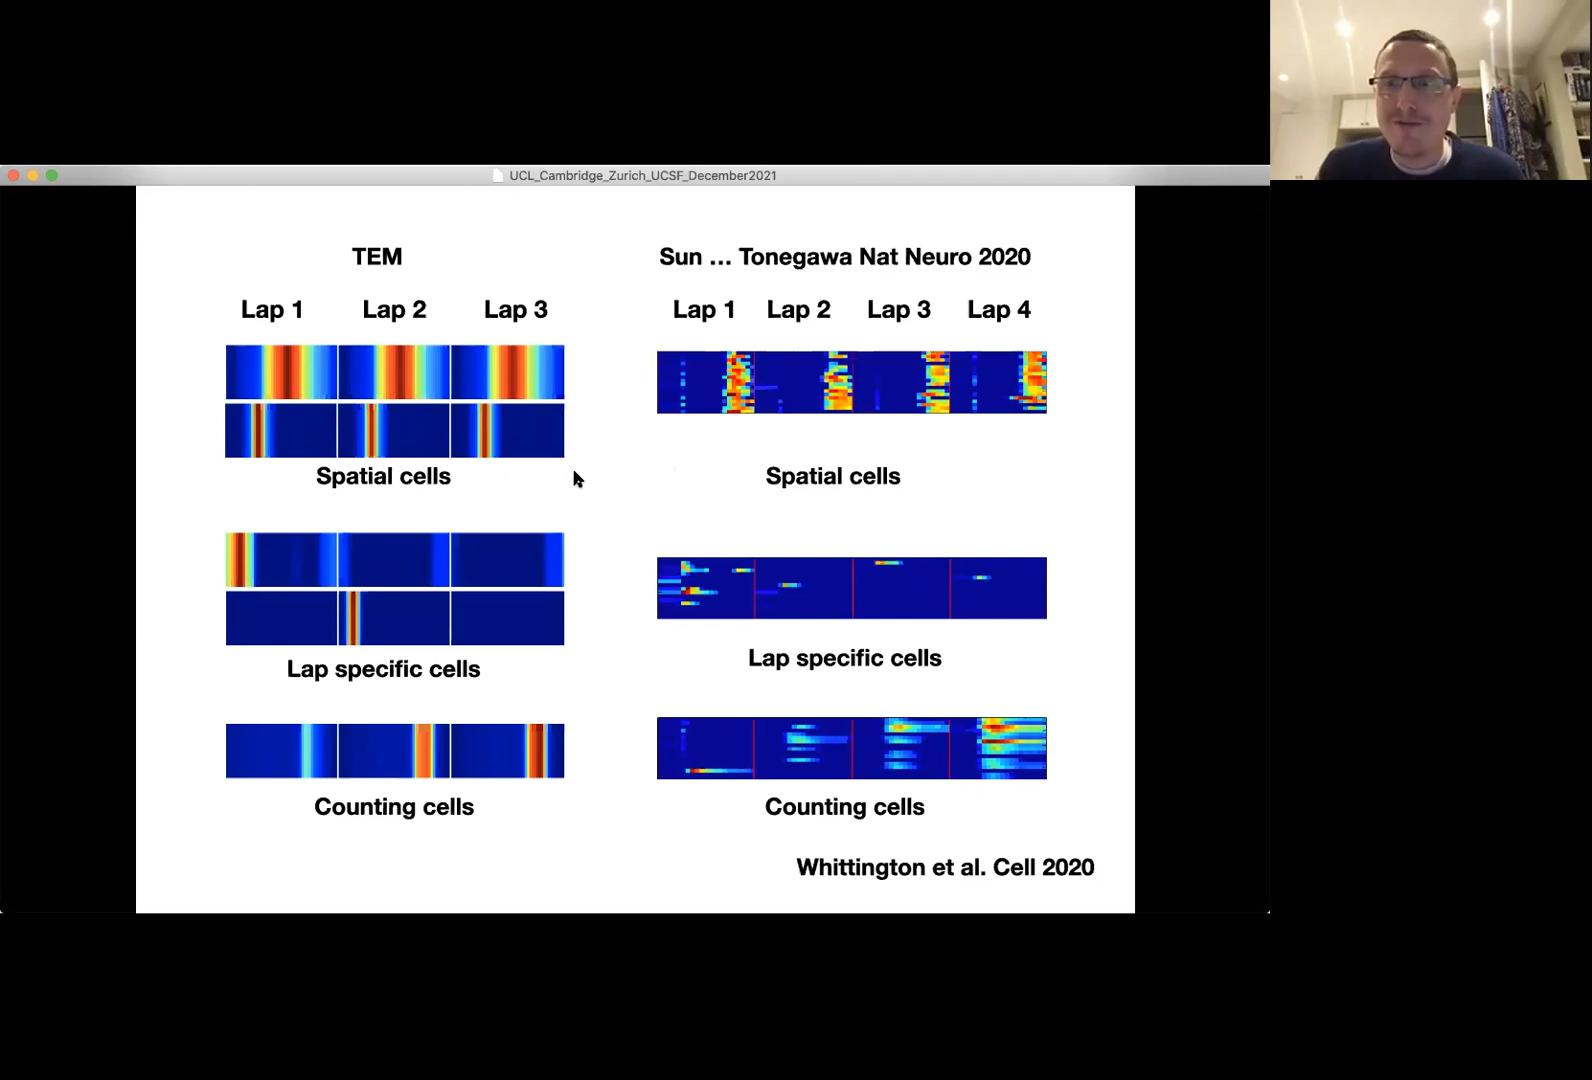 UCL_Cambridge_Zurich_UCSF_December2021
TEM
Lap 1 Lap 2 Lap 3
Spatial cells
Lap specific cells
Counting cells
Sun ... Tonegawa Nat Neuro 2020
Lap 1 Lap 2 Lap 3 Lap 4
Spatial cells
Lap specific cells
Counting cells
Whittington et al. Cell 2020